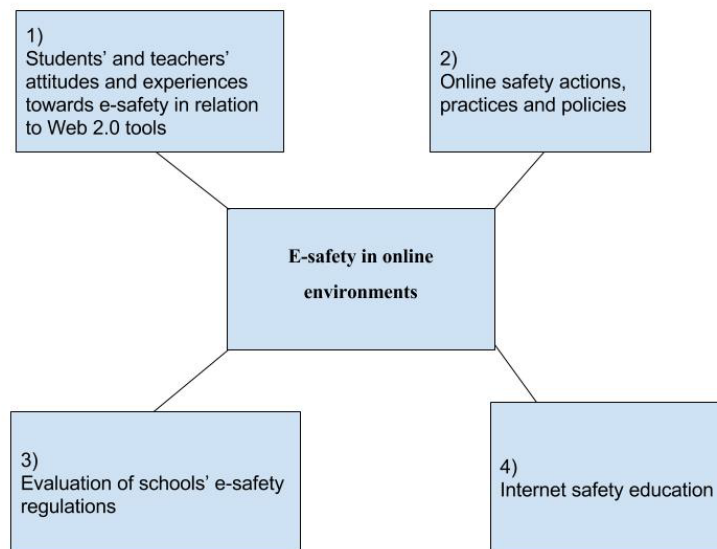 1)
Students’ and teachers’
attitudes and experiences
towards e-safety in relation
to Web 2.0 tools
2)
Online safety actions,
practices and policies
E-safety in online
environments
3)
Evaluation of schools’ e-safety
regulations
4)
Internet safety education